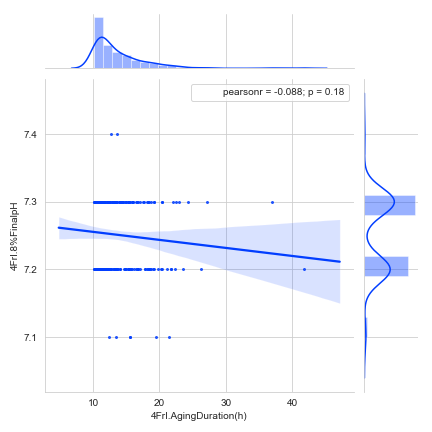 pearsonr = -0.088; p = 0.18
7.4
7.3
7.2
7.1
4Frl.8%FinalpH
10
20
30
40
4Frl.AgingDuration(h)